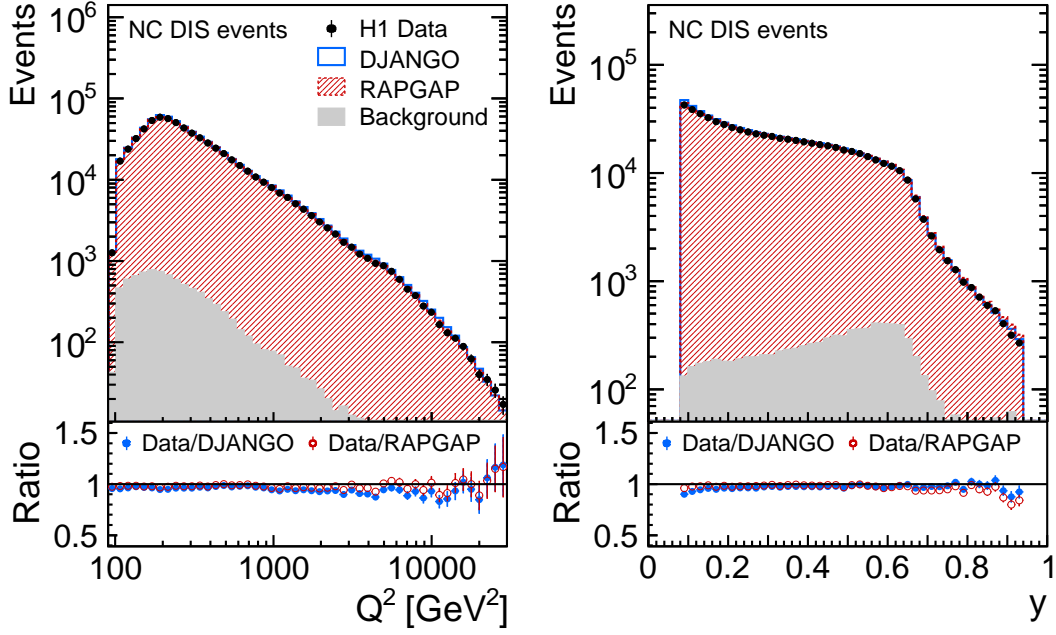 Events
10^6
10^5
10^4
10^3
10^2
NC DIS events
H1 Data
DJANGO
RAPGAP
Background
Ratio
1.5
1
0.5
Data/DJANGO Data/RAPGAP
100 1000 10000
Q^2 [GeV^2]
Events
10^5
10^4
10^3
10^2
NC DIS events
Ratio
1.5
1
0.5
Data/DJANGO Data/RAPGAP
0 0.2 0.4 0.6 0.8 1
y